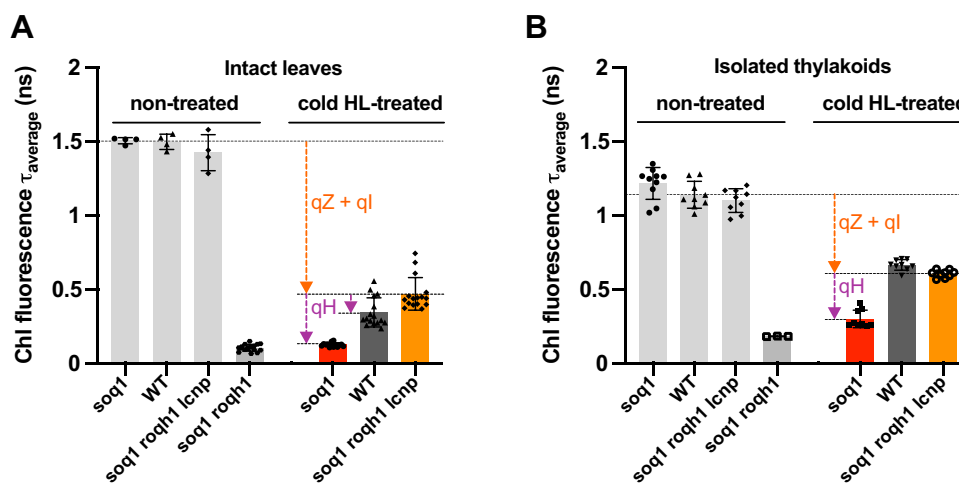 A
Chl fluorescence τaverage (ns)
Intact leaves
non-treated
cold HL-treated
2
1.5
1
0.5
0
qZ + qI
qH
soq1
WT
soq1 roqh1 lcnp
soq1 roqh1
soq1
WT
soq1 roqh1 lcnp
B
Chl fluorescence τaverage (ns)
Isolated thylakoids
non-treated
cold HL-treated
2
1.5
1
0.5
0
qZ + qI
qH
soq1
WT
soq1 roqh1 lcnp
soq1 roqh1
soq1
WT
soq1 roqh1 lcnp